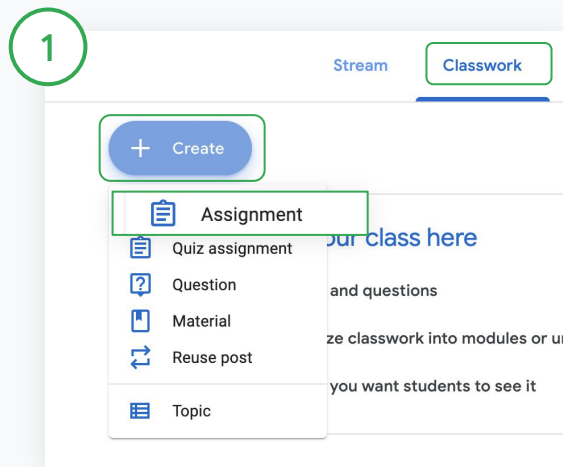 1
Stream Classwork
+ Create
Assignment
Quiz assignment
our class here
Question
and questions
Material
ze classwork into modules or
Reuse post
you want students to see it
Topic